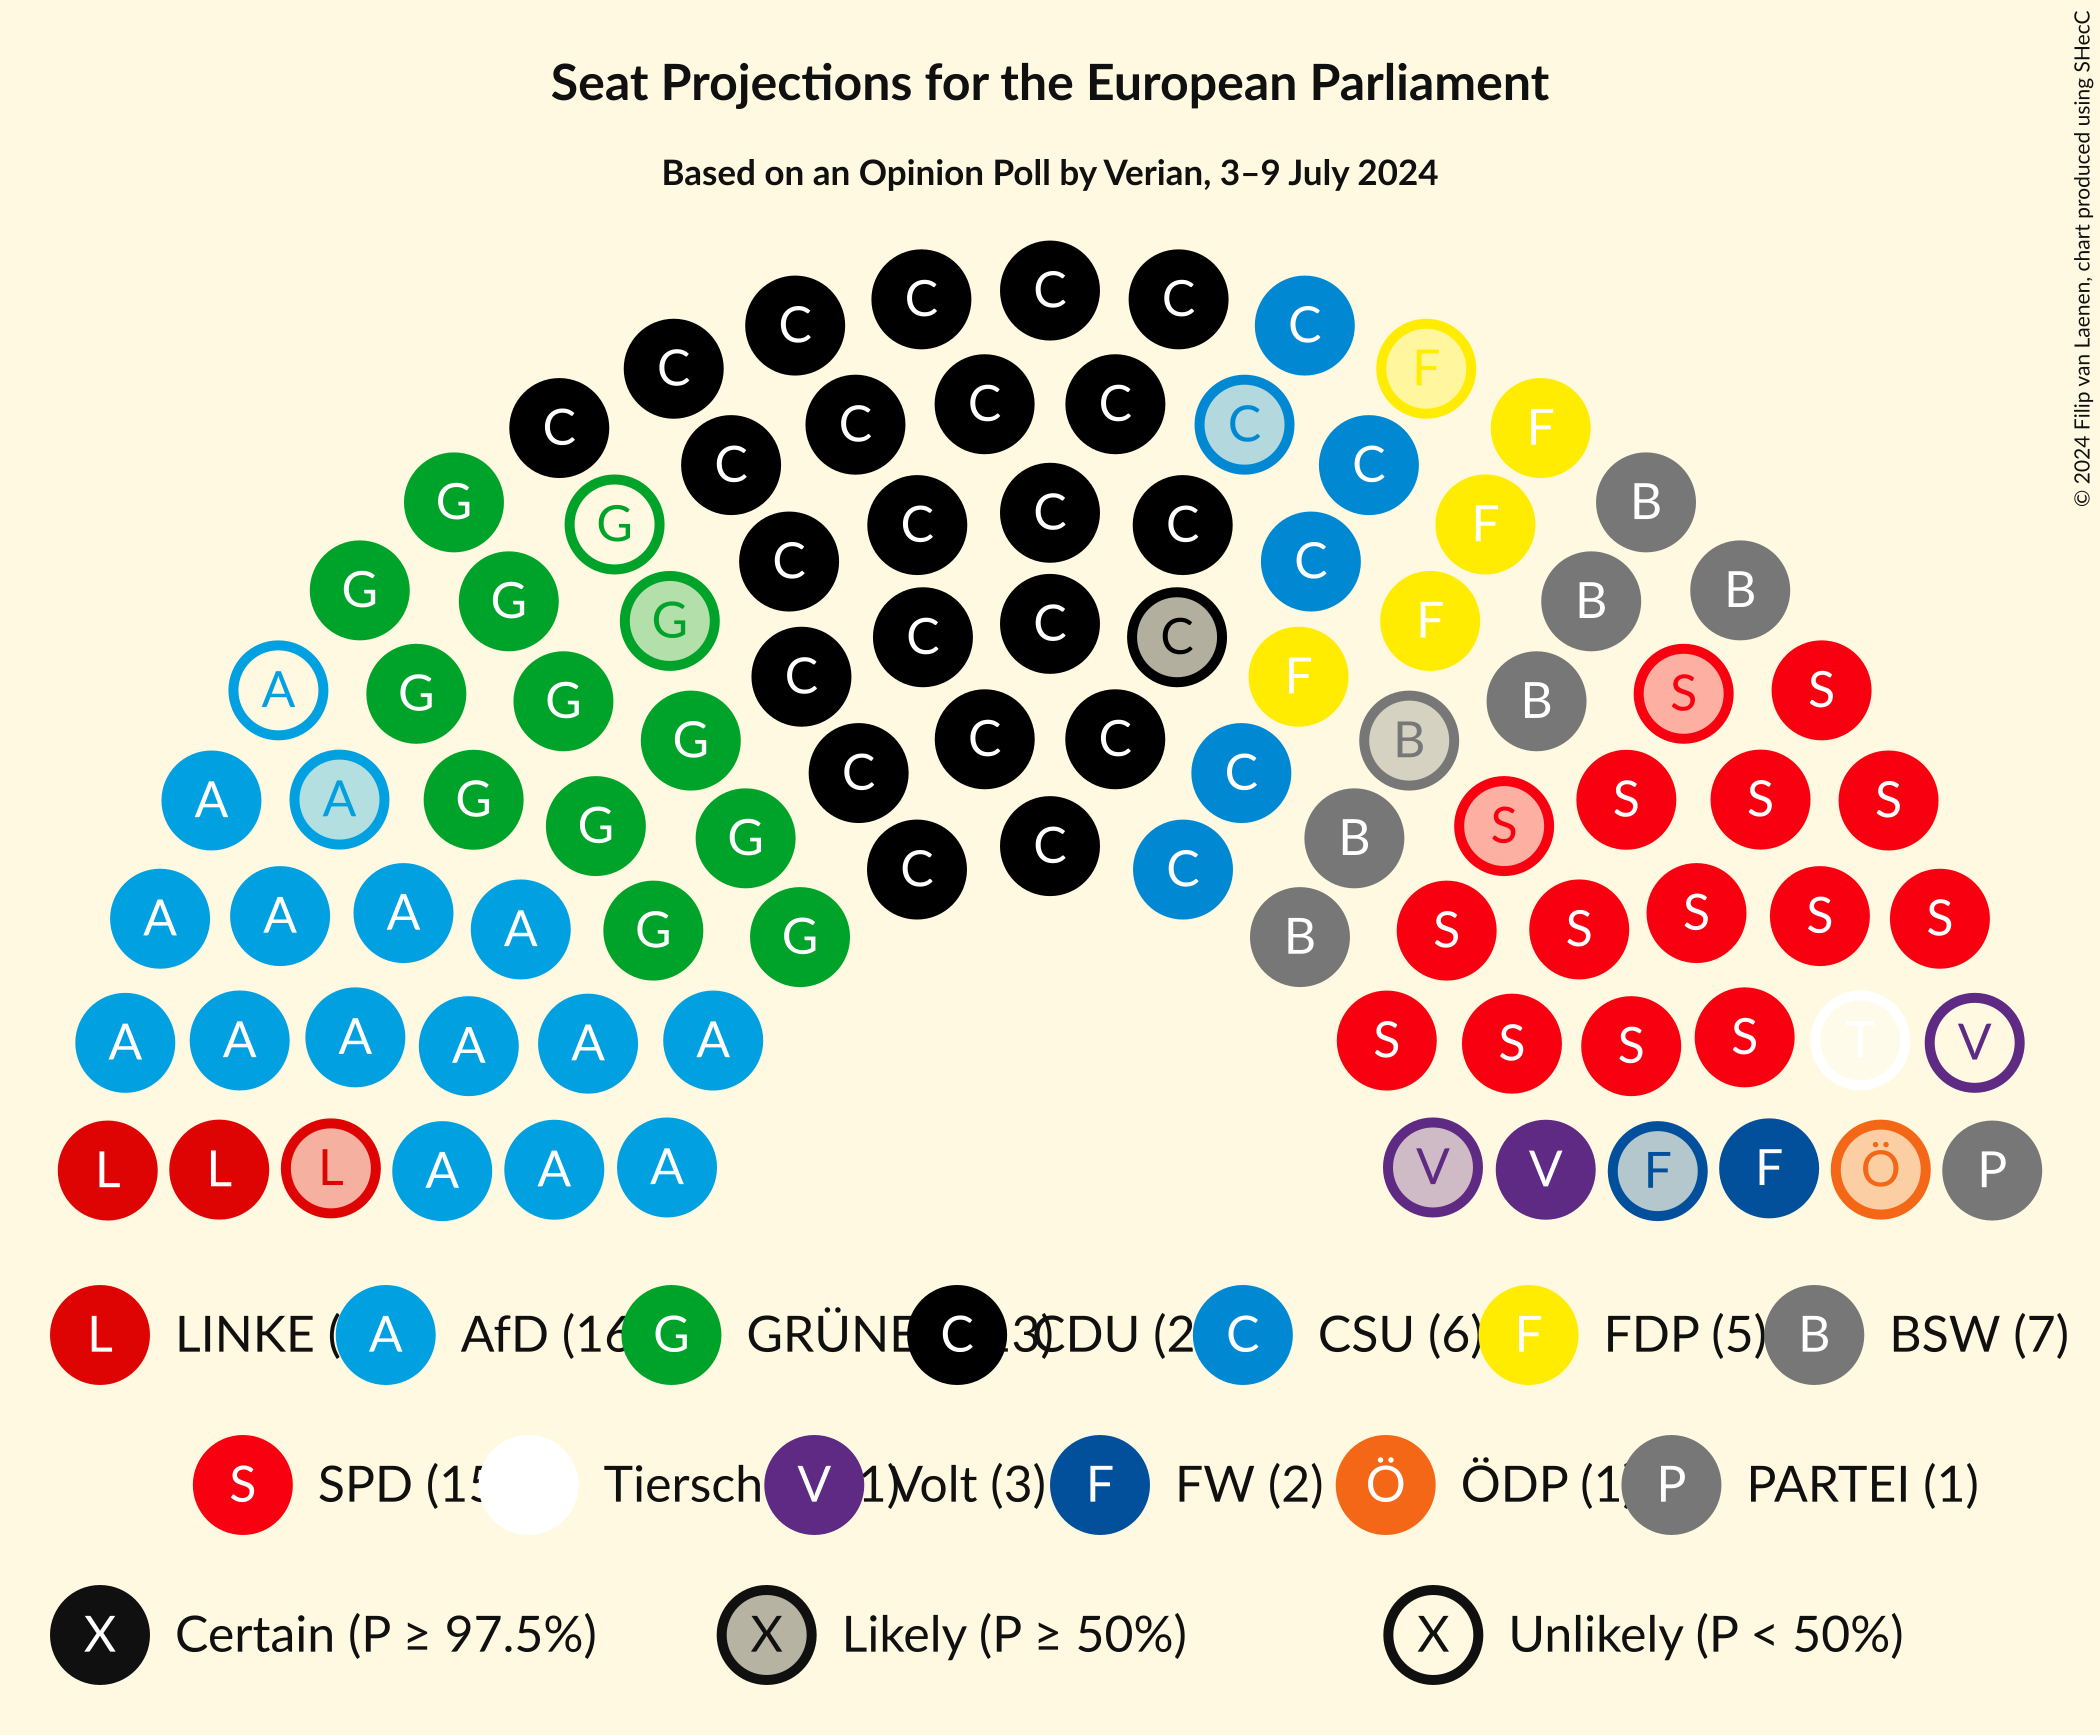 Seat Projections for the European Parliament
Based on an Opinion Poll by Verian, 3–9 July 2024
© 2024 Filip van Laenen, chart produced using SHecC
C C C
C C
C F
C C
C C C F
C C
G C B
G C C F
C C
G B
G B
G C C C F
A G G C F B S S
G C C B
C C
A A G S S S
G G C B S
C C
A A A A G G B S S S S S
A A A A A A S S S S T V
L L L A A A V V F F Ö P
L LINKE ( A AfD (16 G GRÜNE C 3) CDU (2 C CSU (6) F FDP (5) B BSW (7)
S SPD (15 Tiersch V 1) Volt (3) F FW (2) Ö ÖDP (1) P PARTEI (1)
X Certain (P ≥ 97.5%) X Likely (P ≥ 50%) X Unlikely (P < 50%)